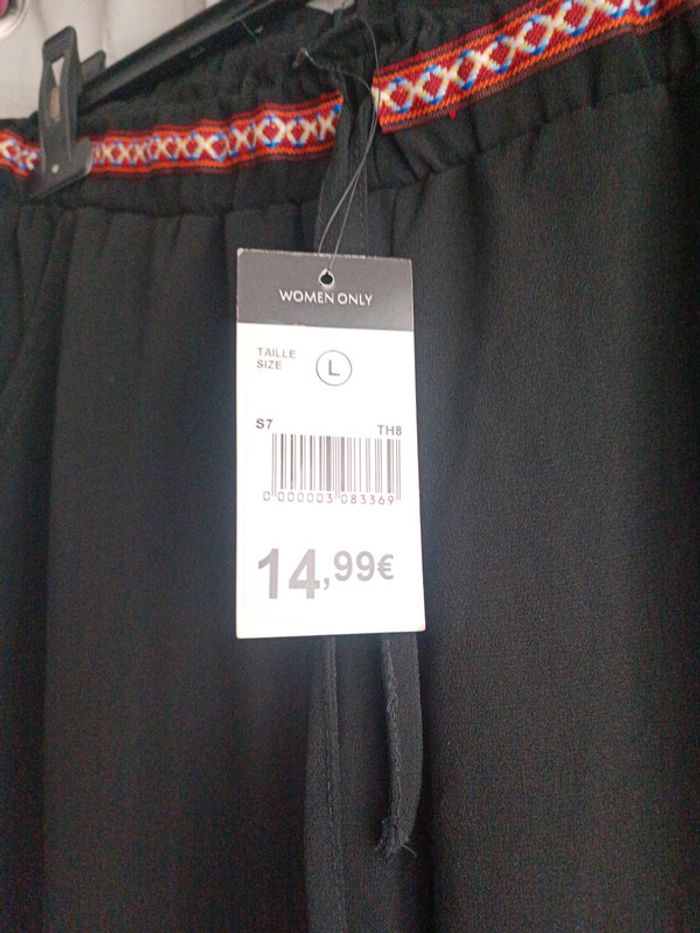 WOMEN ONLY
TAILLE
SIZE
L
S7
TH8
0 000003 083369
14,99€